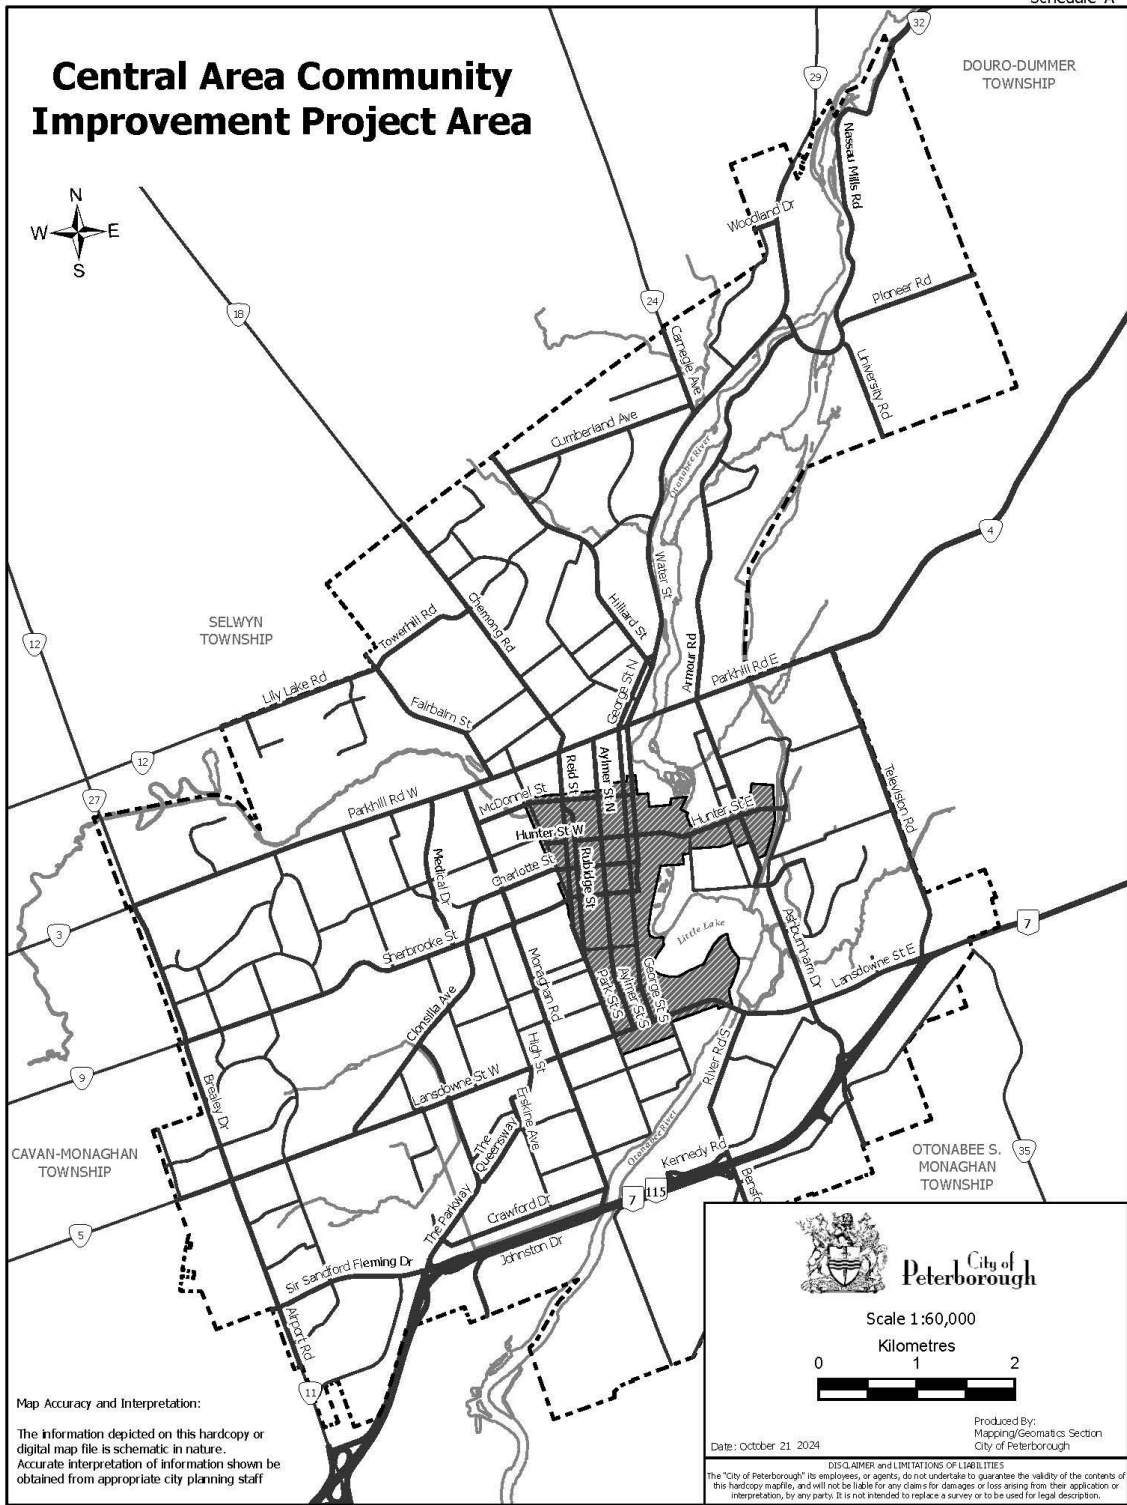 Schedule 'A'
Central Area Community
Improvement Project Area
32
29
DOURO-DUMMER
TOWNSHIP
Nassau Mills Rd
N
W E
S
Woodland Dr
18
24
Pioneer Rd
Carnegie Ave
University Rd
Cumberland Ave
Otonabee River
4
Water St
SELWYN
TOWNSHIP
12
Towerhill Rd
Chemong Rd
Hilliard St
Armour Rd
Parkhill Rd E
Lily Lake Rd
Fairbairn St
George St N
12
27
Reid St
Aylmer St N
Television Rd
Parkhill Rd W
McDonnel St
Hunter St E
Hunter St W
Medical Dr
Charlotte St
Rubidge St
3
Little Lake
7
Sherbrooke St
Monaghan Rd
Ashburnham Dr
Lansdowne St E
Park St S
Aylmer St S
George St S
Clonsilla Ave
High St
River Rd S
35
9
Brealey Dr
Lansdowne St W
Erskine Ave
The
Queensway
Otonabee River
Kennedy Rd
CAVAN-MONAGHAN
TOWNSHIP
OTONABEE S.
MONAGHAN
TOWNSHIP
Bensfo
7
115
5
The Parkway
Crawford Dr
Johnston Dr
Sir Sandford Fleming Dr
Airport Rd
11
City of
Peterborough
Scale 1:60,000
Kilometres
0 1 2
Map Accuracy and Interpretation:
The information depicted on this hardcopy or
digital map file is schematic in nature.
Accurate interpretation of information shown be
obtained from appropriate city planning staff
Date: October 21 2024
Produced By:
Mapping/Geomatics Section
City of Peterborough
DISCLAIMER and LIMITATIONS OF LIABILITIES
The "City of Peterborough" its employees, or agents, do not undertake to guarantee the validity of the contents of
this hardcopy mapfile, and will not be liable for any claims for damages or loss arising from their application or
interpretation, by any party. It is not intended to replace a survey or to be used for legal description.